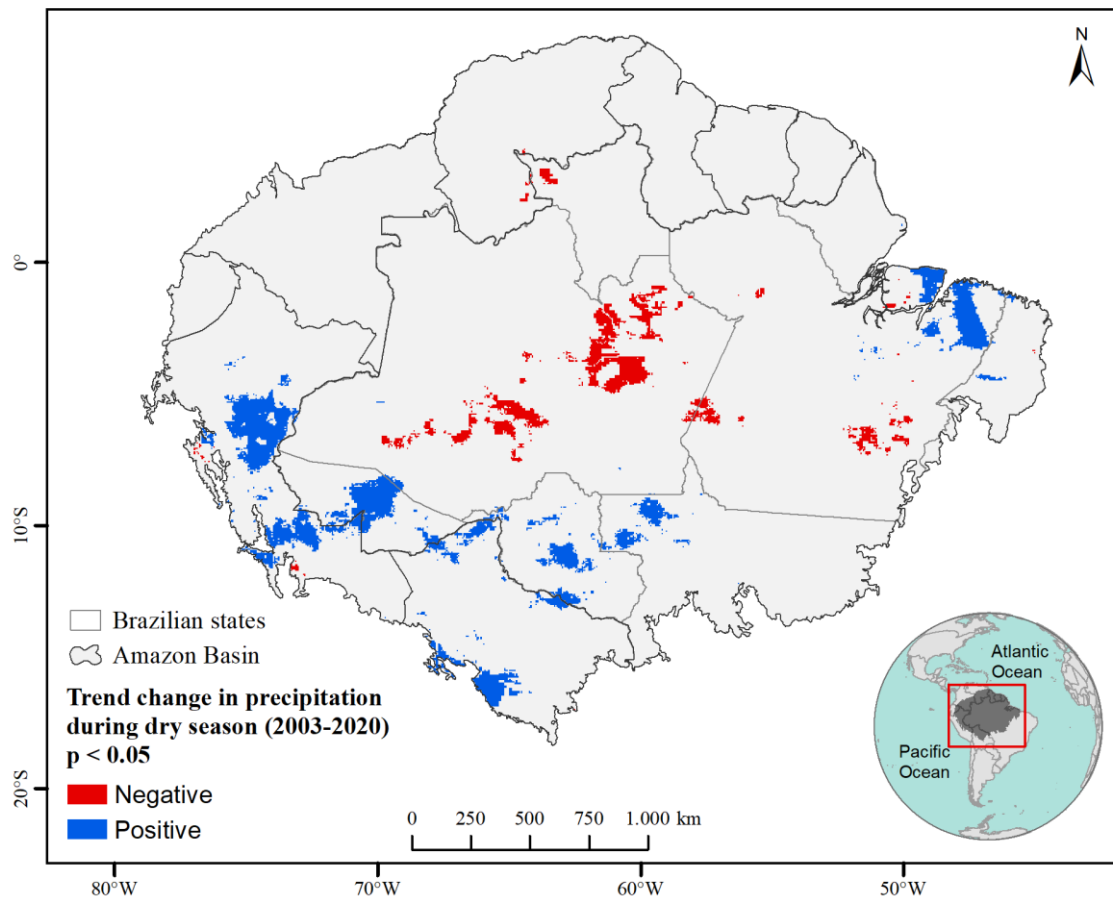 N
0°
10°S
20°S
Brazilian states
Amazon Basin
Trend change in precipitation
during dry season (2003-2020)
p < 0.05
Negative
Positive
0 250 500 750 1.000 km
Atlantic
Ocean
Pacific
Ocean
80°W 70°W 60°W 50°W